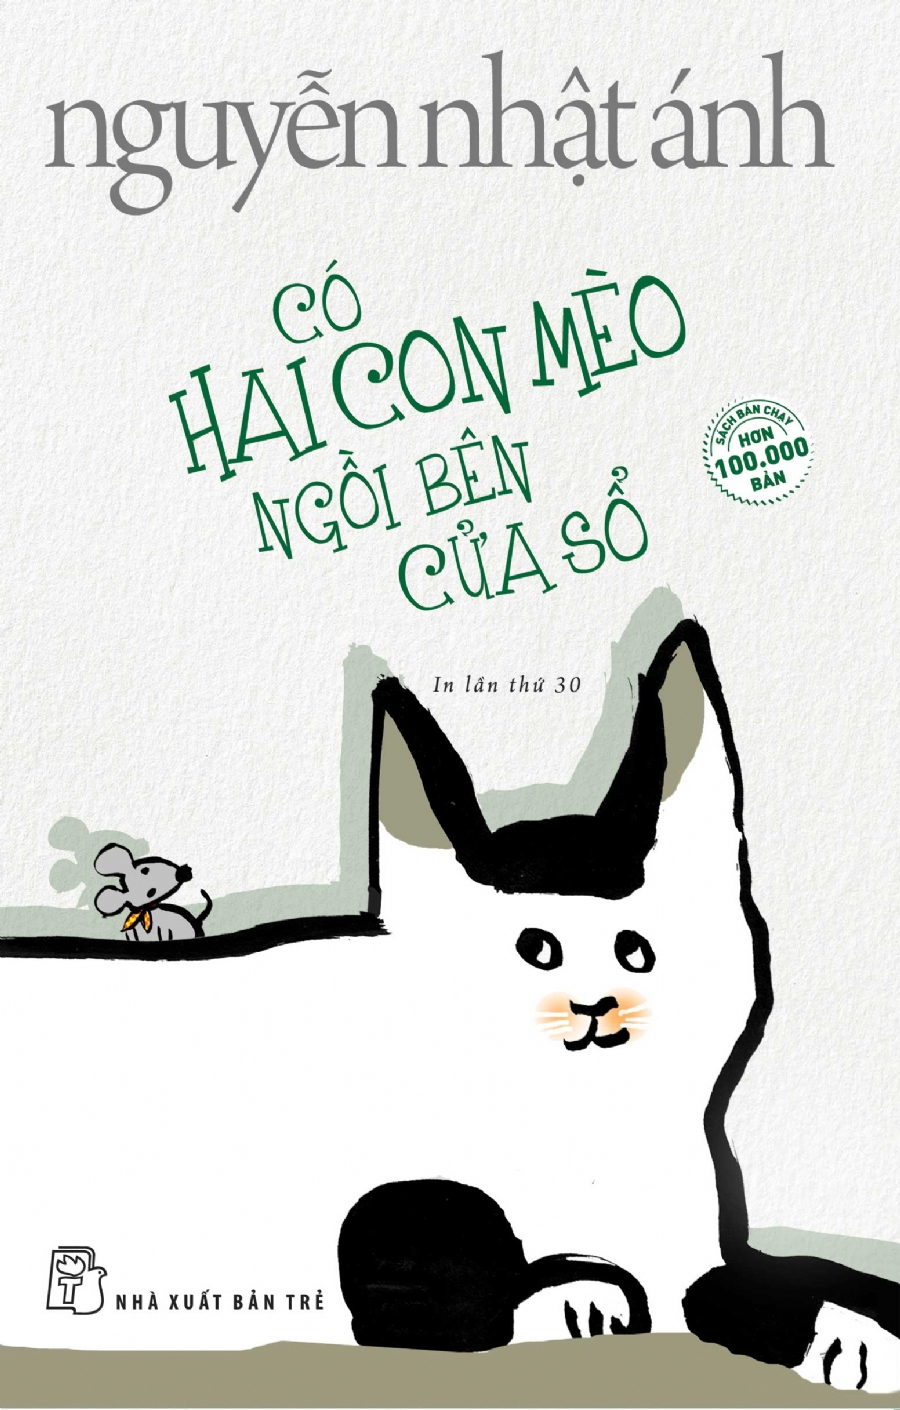 nguyễn nhật ánh
CÓ
HAI CON MÈO
NGỒI BÊN
CỬA SỔ
SÁCH BÁN CHẠY
HƠN
100.000
BẢN
In lần thứ 30
T
NHÀ XUẤT BẢN TRẺ